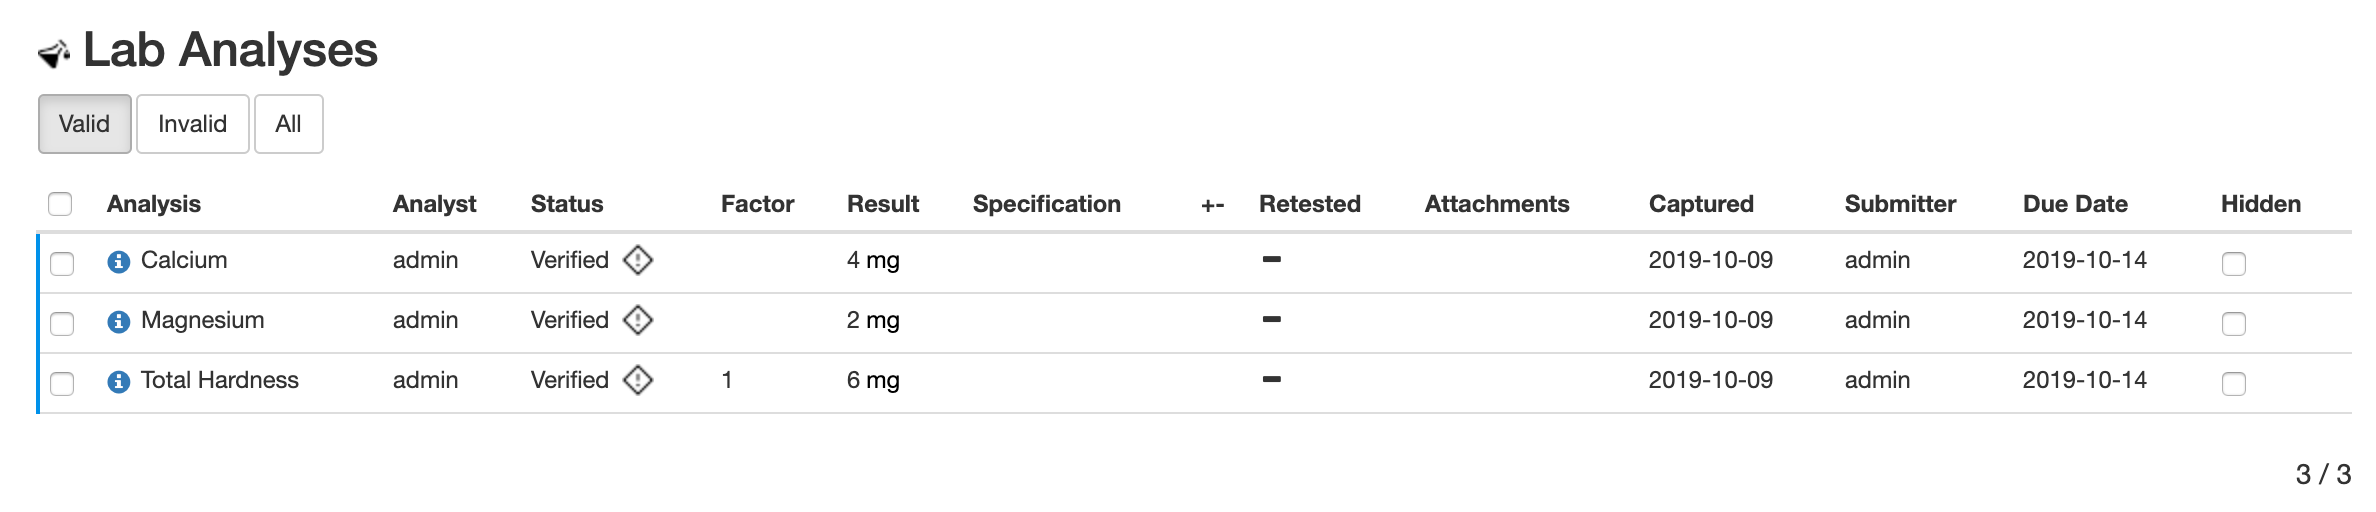 Lab Analyses
Valid Invalid All
Analysis Analyst Status Factor Result Specification +- Retested Attachments Captured Submitter Due Date Hidden
Calcium admin Verified 4 mg 2019-10-09 admin 2019-10-14
Magnesium admin Verified 2 mg 2019-10-09 admin 2019-10-14
Total Hardness admin Verified 1 6 mg 2019-10-09 admin 2019-10-14
3 / 3